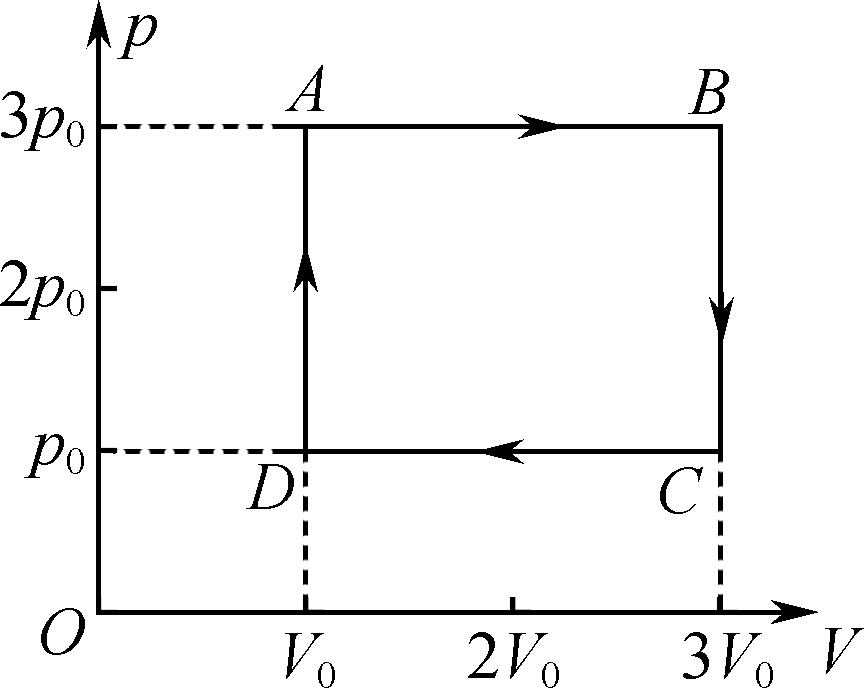 p
A B
3p₀
2p₀
p₀
D C
O V₀ 2V₀ 3V₀ V